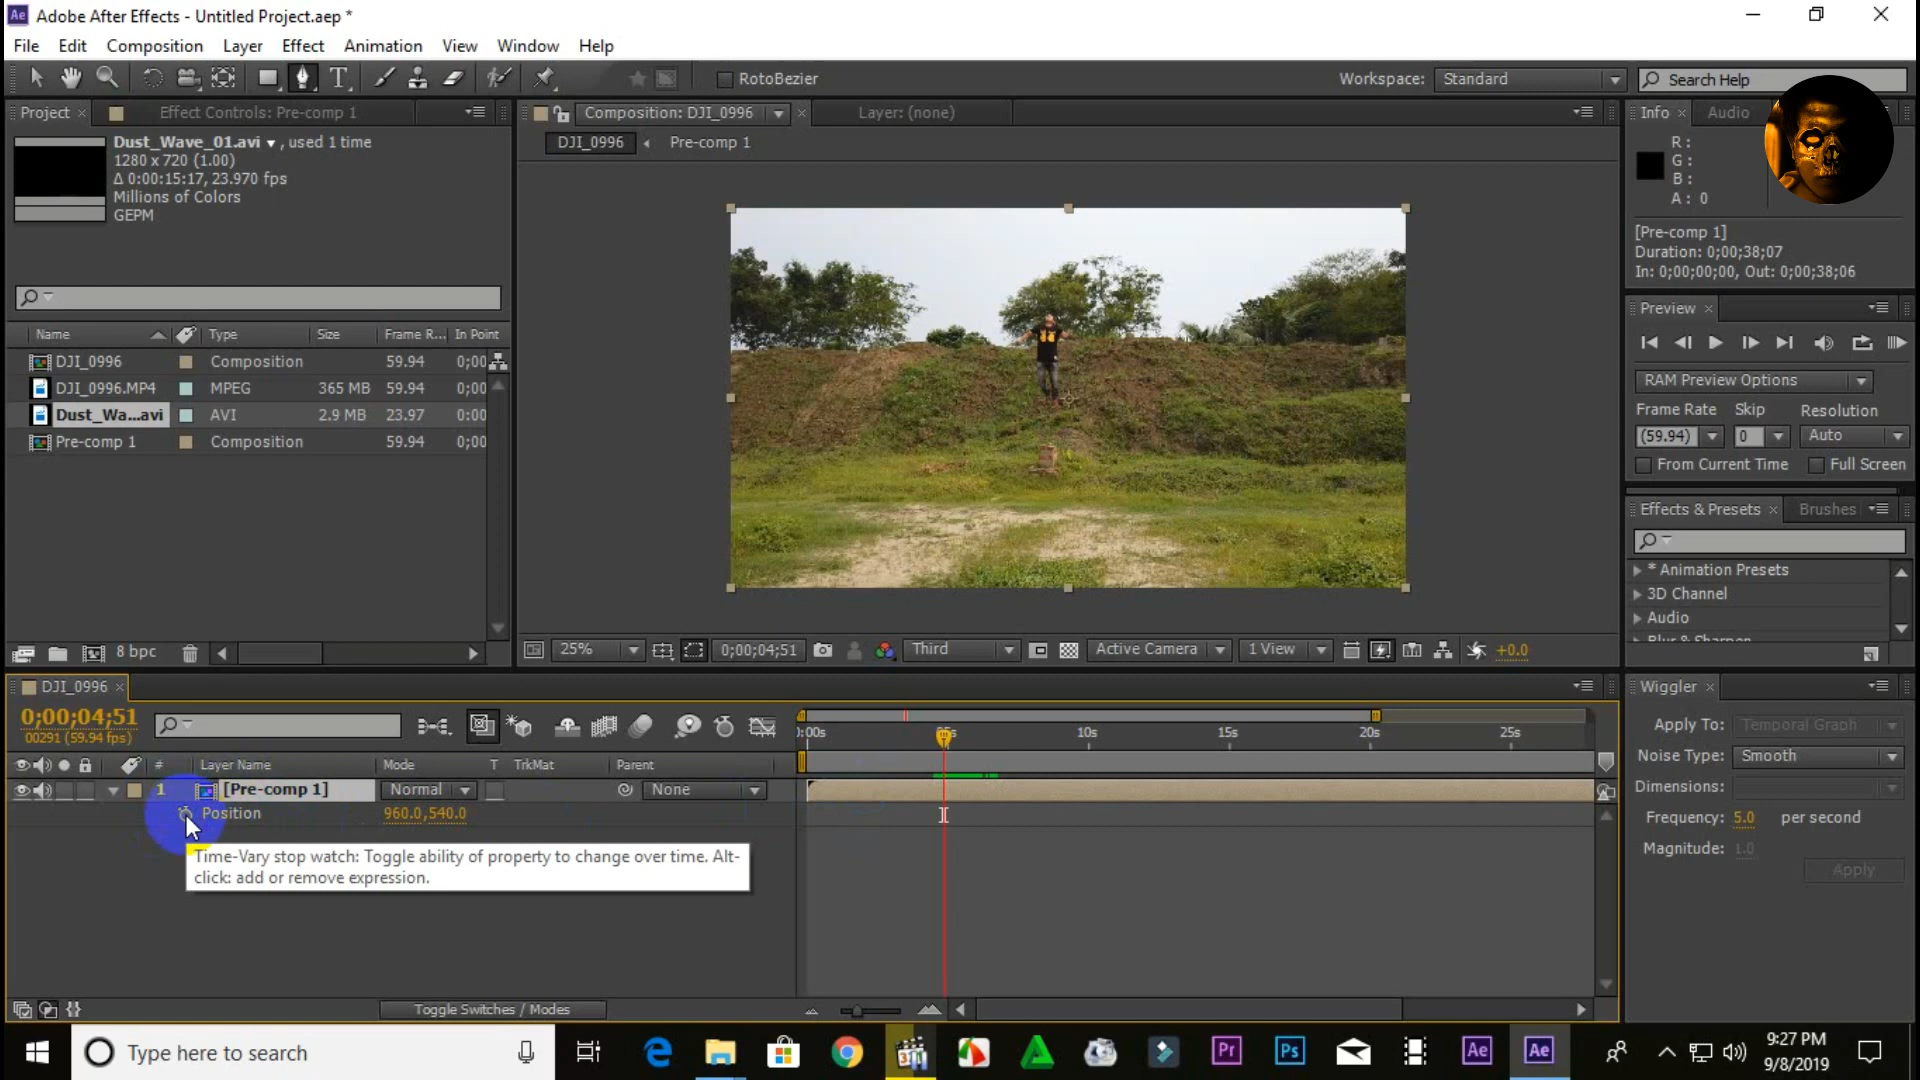 Adobe After Effects - Untitled Project.aep *
File Edit Composition Layer Effect Animation View Window Help
RotoBezier
Workspace: Standard
Search Help
Project
Effect Controls: Pre-comp 1
Composition: DJI_0996
Layer: (none)
Info
Audio
Dust_Wave_01.avi ▾ , used 1 time
1280 x 720 (1.00)
Δ 0:00:15:17, 23.970 fps
Millions of Colors
GEPM
DJI_0996
Pre-comp 1
R :
G :
B :
A : 0
[Pre-comp 1]
Duration: 0;00;38;07
In: 0;00;00;00, Out: 0;00;38;06
Name Type Size Frame R... In Point
DJI_0996 Composition 59.94 0;00
DJI_0996.MP4 MPEG 365 MB 59.94 0;00
Dust_Wa...avi AVI 2.9 MB 23.97 0:00
Pre-comp 1 Composition 59.94 0;00
8 bpc
25%
0;00;04;51
Third
Active Camera
1 View
+0.0
Preview
RAM Preview Options
Frame Rate Skip Resolution
(59.94) 0 Auto
From Current Time Full Screen
Effects & Presets
Brushes
* Animation Presets
3D Channel
Audio
Blur & Sharpen
DJI_0996
0;00;04;51
00291 (59.94 fps)
10s 15s 20s 25s
# Layer Name Mode T TrkMat Parent
1 [Pre-comp 1] Normal None
Position 960.0,540.0
Time-Vary stop watch: Toggle ability of property to change over time. Alt-
click: add or remove expression.
Toggle Switches / Modes
Wiggler
Apply To: Temporal Graph
Noise Type: Smooth
Dimensions:
Frequency: 5.0 per second
Magnitude: 1.0
Apply
Type here to search
9:27 PM
9/8/2019